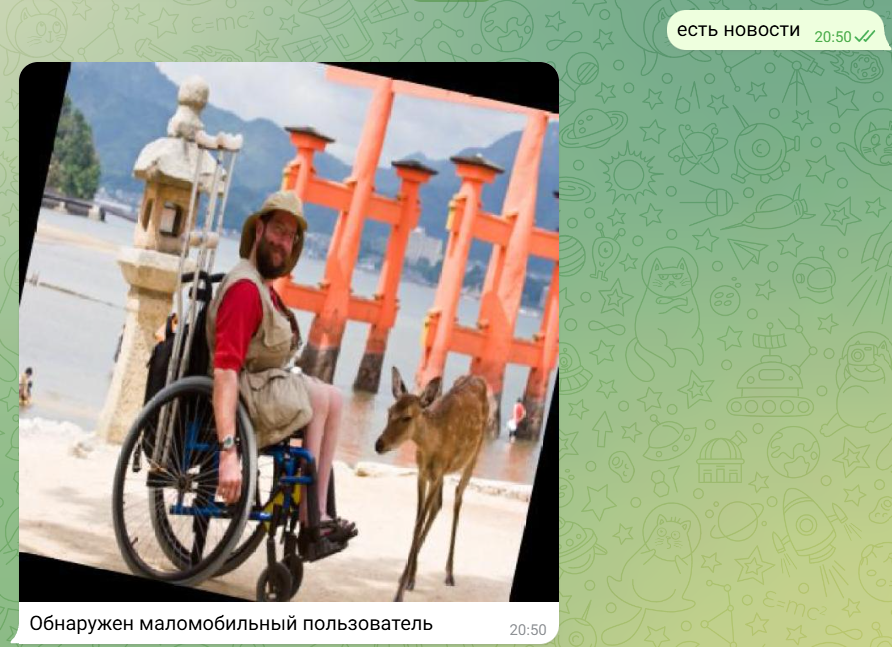 есть новости 20:50
Обнаружен маломобильный пользователь 20:50